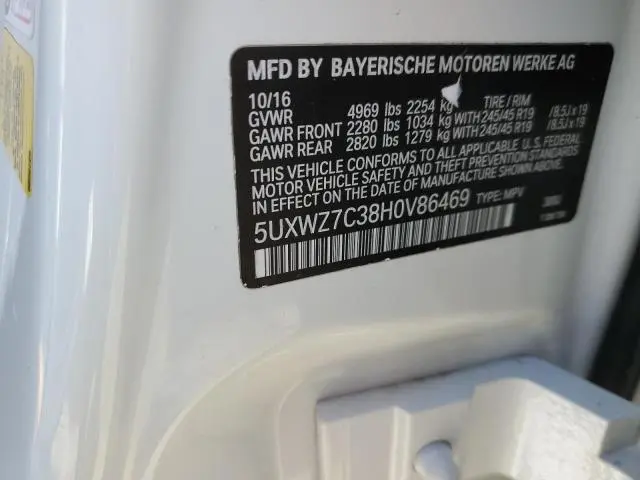 MFD BY BAYERISCHE MOTOREN WERKE AG
10/16 TIRE / RIM
GVWR 4969 lbs 2254 kg
GAWR FRONT 2280 lbs 1034 kg WITH 245/45 R19 /8.5J x 19
GAWR REAR 2820 lbs 1279 kg WITH 245/45 R19 /8.5J x 19
THIS VEHICLE CONFORMS TO ALL APPLICABLE U.S. FEDERAL
MOTOR VEHICLE SAFETY AND THEFT PREVENTION STANDARDS
IN EFFECT ON THE DATE OF MANUFACTURE SHOWN ABOVE.
5UXWZ7C38H0V86469 TYPE: MPV